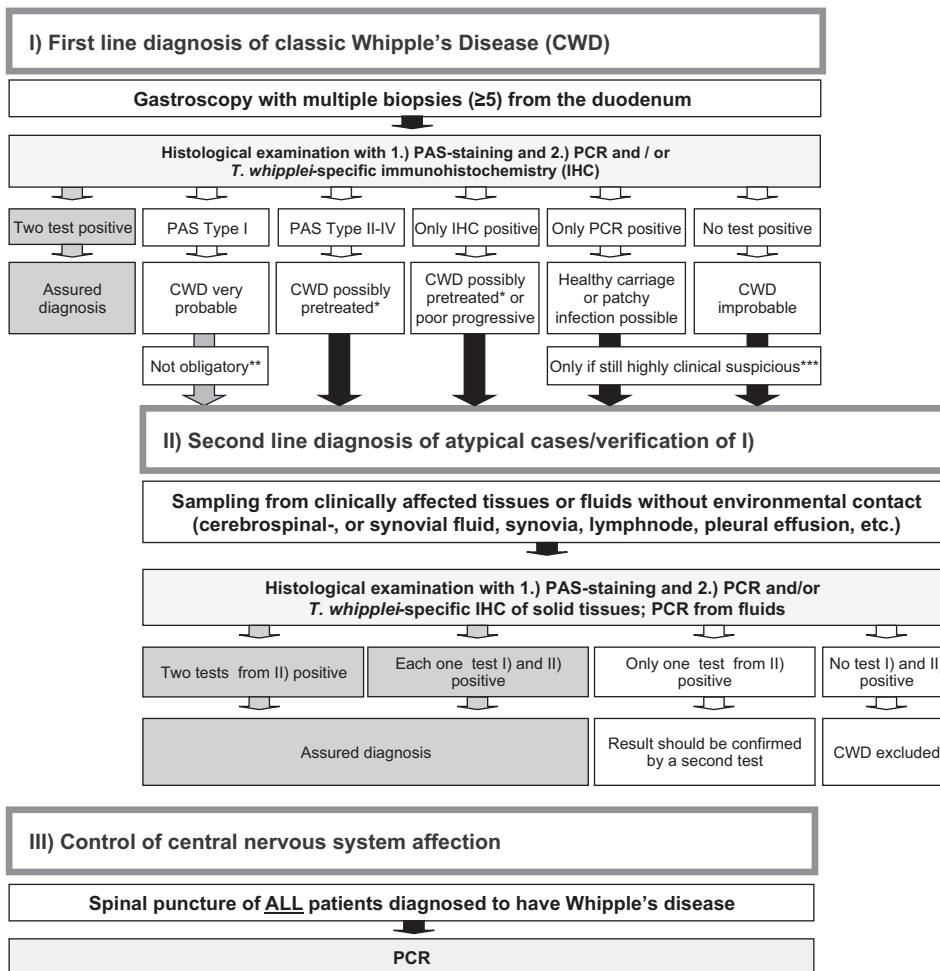 I) First line diagnosis of classic Whipple's Disease (CWD)
Gastroscopy with multiple biopsies (≥5) from the duodenum
Histological examination with 1.) PAS-staining and 2.) PCR and / or
T. whipplei-specific immunohistochemistry (IHC)
Two test positive
PAS Type I
PAS Type II-IV
Only IHC positive
Only PCR positive
No test positive
Assured
diagnosis
CWD very
probable
CWD possibly
pretreated*
CWD possibly
pretreated* or
poor progressive
Healthy carriage
or patchy
infection possible
CWD
improbable
Not obligatory**
Only if still highly clinical suspicious***
II) Second line diagnosis of atypical cases/verification of I)
Sampling from clinically affected tissues or fluids without environmental contact
(cerebrospinal-, or synovial fluid, synovia, lymphnode, pleural effusion, etc.)
Histological examination with 1.) PAS-staining and 2.) PCR and/or
T. whipplei-specific IHC of solid tissues; PCR from fluids
Two tests from II) positive
Each one test I) and II)
positive
Only one test from II)
positive
No test I) and II)
positive
Assured diagnosis
Result should be confirmed
by a second test
CWD excluded
III) Control of central nervous system affection
Spinal puncture of ALL patients diagnosed to have Whipple's disease
PCR